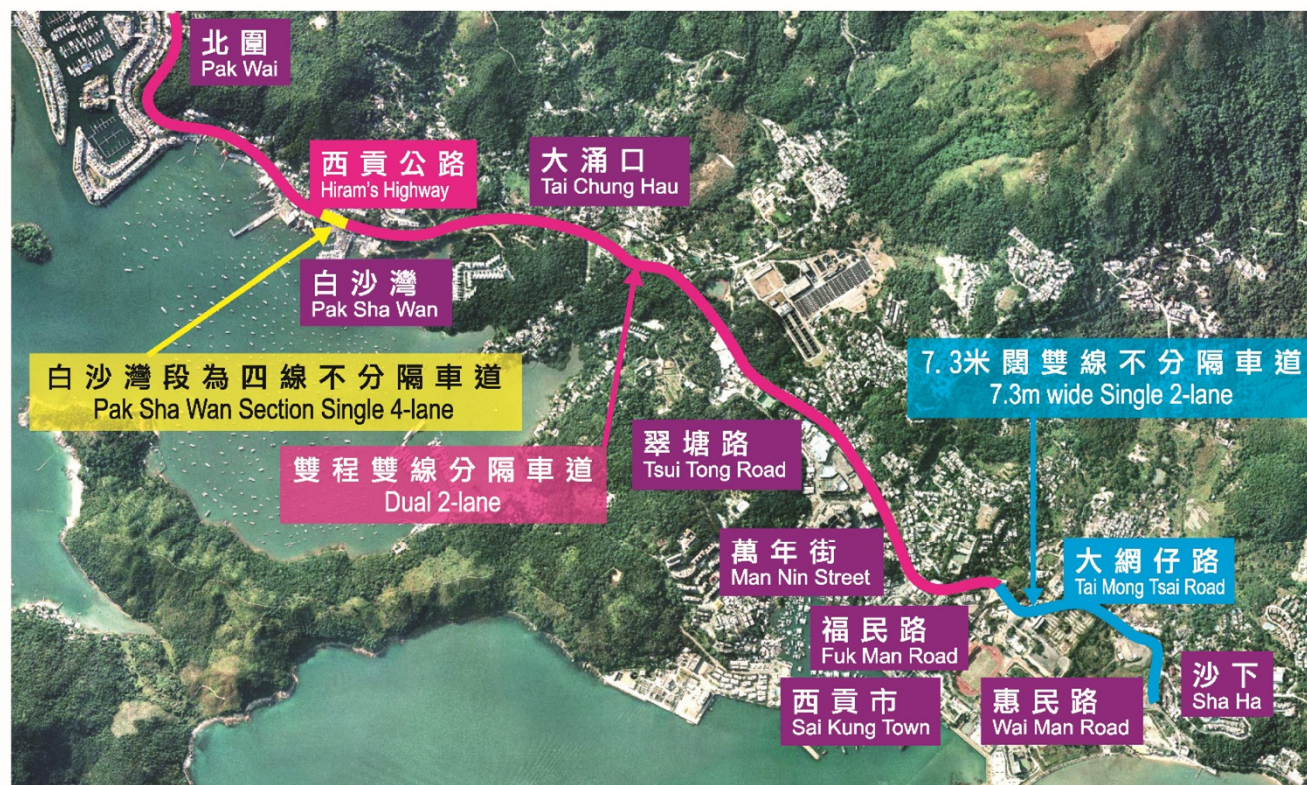 北圍
Pak Wai
西貢公路
Hiram's Highway
大涌口
Tai Chung Hau
白沙灣
Pak Sha Wan
白沙灣段為四線不分隔車道
Pak Sha Wan Section Single 4-lane
7.3米闊雙線不分隔車道
7.3m wide Single 2-lane
翠塘路
Tsui Tong Road
雙程雙線分隔車道
Dual 2-lane
萬年街
Man Nin Street
大網仔路
Tai Mong Tsai Road
福民路
Fuk Man Road
沙下
Sha Ha
西貢市
Sai Kung Town
惠民路
Wai Man Road